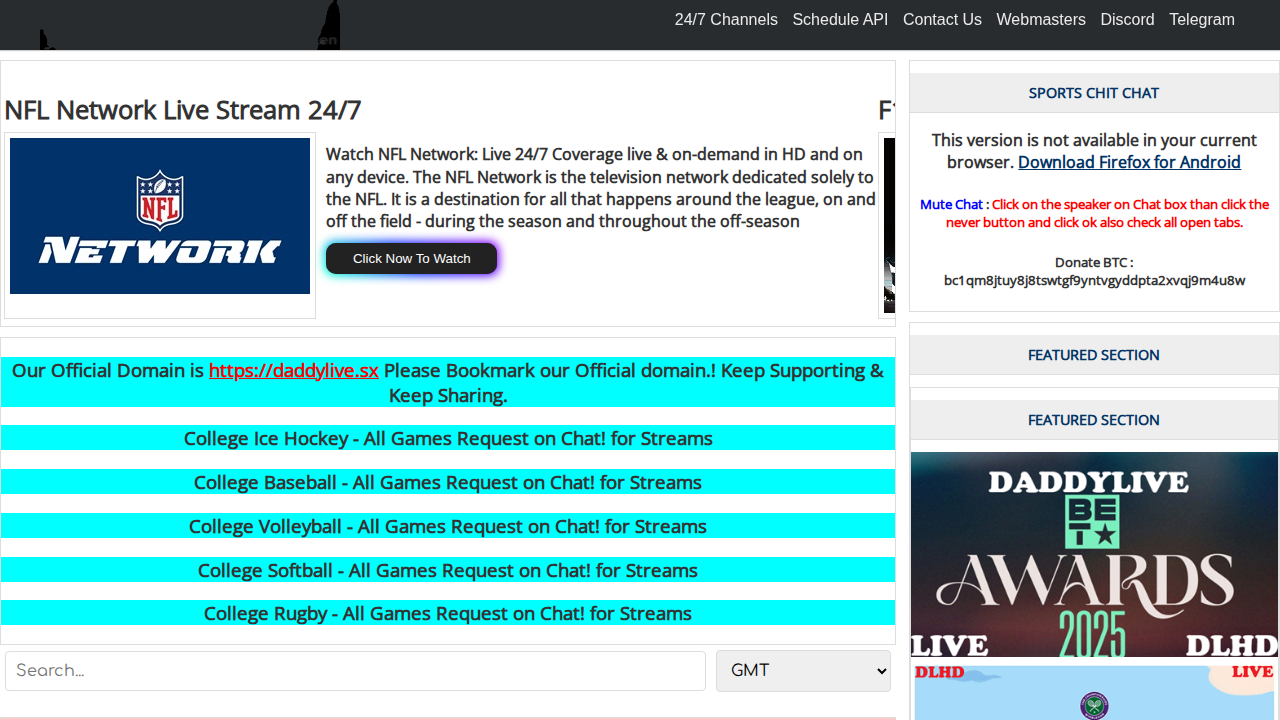 24/7 Channels Schedule API Contact Us Webmasters Discord Telegram
NFL Network Live Stream 24/7
NFL
NETWORK
Watch NFL Network: Live 24/7 Coverage live & on-demand in HD and on
any device. The NFL Network is the television network dedicated solely to
the NFL. It is a destination for all that happens around the league, on and
off the field - during the season and throughout the off-season
Click Now To Watch
Our Official Domain is https://daddylive.sx Please Bookmark our Official domain.! Keep Supporting &
Keep Sharing.
College Ice Hockey - All Games Request on Chat! for Streams
College Baseball - All Games Request on Chat! for Streams
College Volleyball - All Games Request on Chat! for Streams
College Softball - All Games Request on Chat! for Streams
College Rugby - All Games Request on Chat! for Streams
Search...
GMT
SPORTS CHIT CHAT
This version is not available in your current
browser. Download Firefox for Android
Mute Chat : Click on the speaker on Chat box than click the
never button and click ok also check all open tabs.
Donate BTC :
bc1qm8jtuy8j8tswtgf9yntvgyddpta2xvqj9m4u8w
FEATURED SECTION
FEATURED SECTION
DADDYLIVE
BET
AWARDS
2025
LIVE DLHD
DLHD LIVE